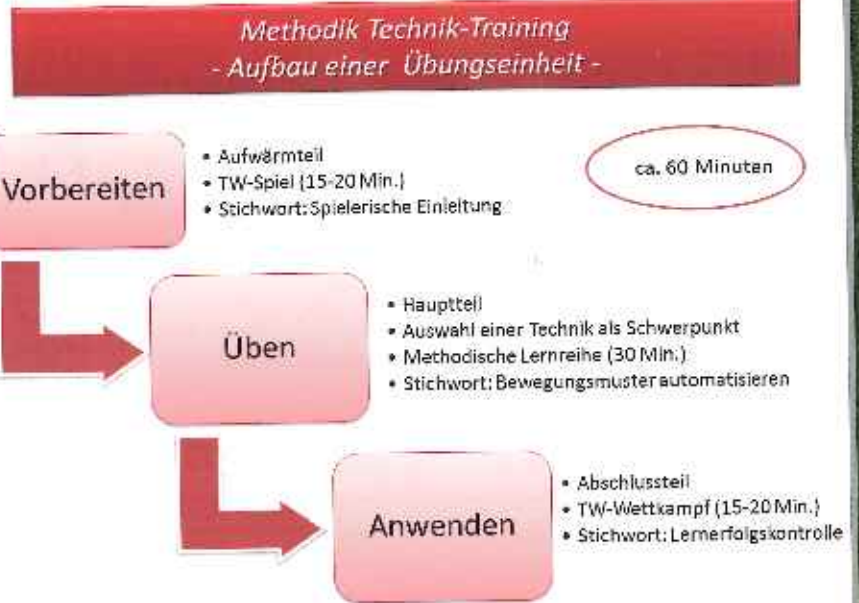 Methodik Technik-Training
- Aufbau einer Übungseinheit -
Vorbereiten
• Aufwärmteil
• TW-Spiel (15-20 Min.)
• Stichwort: Spielerische Einleitung
ca. 60 Minuten
Üben
• Hauptteil
• Auswahl einer Technik als Schwerpunkt
• Methodische Lernreihe (30 Min.)
• Stichwort: Bewegungsmuster automatisieren
Anwenden
• Abschlussteil
• TW-Wettkampf (15-20 Min.)
• Stichwort: Lernerfolgskontrolle